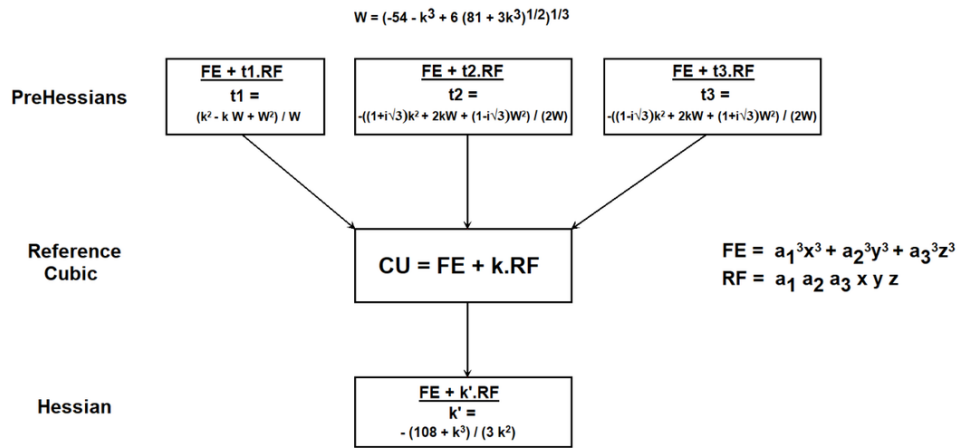 W = (-54 - k³ + 6 (81 + 3k³)^1/2)^1/3
PreHessians
FE + t1.RF
t1 =
(k² - k W + W²) / W
FE + t2.RF
t2 =
-((1+i√3)k² + 2kW + (1-i√3)W²) / (2W)
FE + t3.RF
t3 =
-((1-i√3)k² + 2kW + (1+i√3)W²) / (2W)
Reference
Cubic
CU = FE + k.RF
FE = a₁³x³ + a₂³y³ + a₃³z³
RF = a₁ a₂ a₃ x y z
Hessian
FE + k'.RF
k' =
- (108 + k³) / (3 k²)